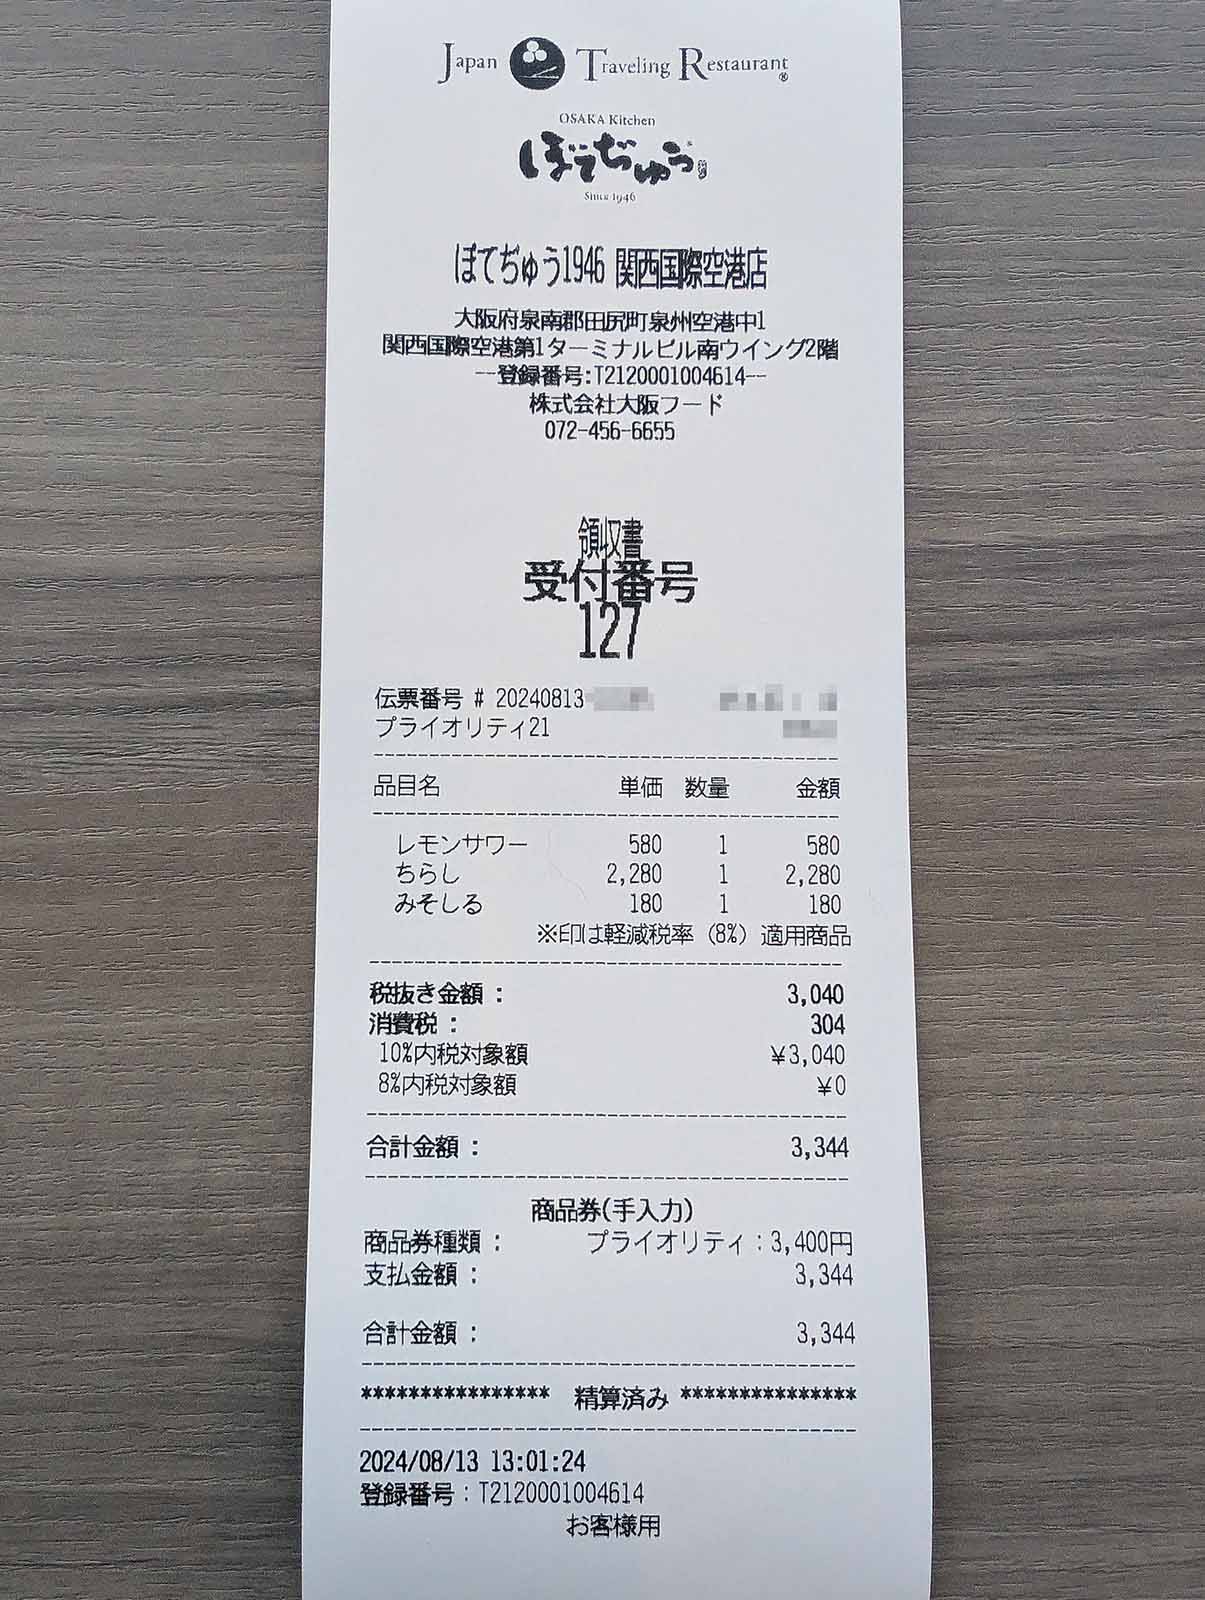 Japan Traveling Restaurant®
OSAKA Kitchen
ぼてぢゅう
Since 1946
ぼてぢゅう1946 関西国際空港店
大阪府泉南郡田尻町泉州空港中1
関西国際空港第1ターミナルビル南ウイング2階
--登録番号:T2120001004614--
株式会社大阪フード
072-456-6655
領収書
受付番号
127
伝票番号 # 20240813
プライオリティ21
品目名 単価 数量 金額
レモンサワー 580 1 580
ちらし 2,280 1 2,280
みそしる 180 1 180
※印は軽減税率（8%）適用商品
税抜き金額： 3,040
消費税： 304
10%内税対象額 ¥3,040
8%内税対象額 ¥0
合計金額： 3,344
商品券(手入力)
商品券種類： プライオリティ：3,400円
支払金額： 3,344
合計金額： 3,344
**************** 精算済み ***************
2024/08/13 13:01:24
登録番号：T2120001004614
お客様用